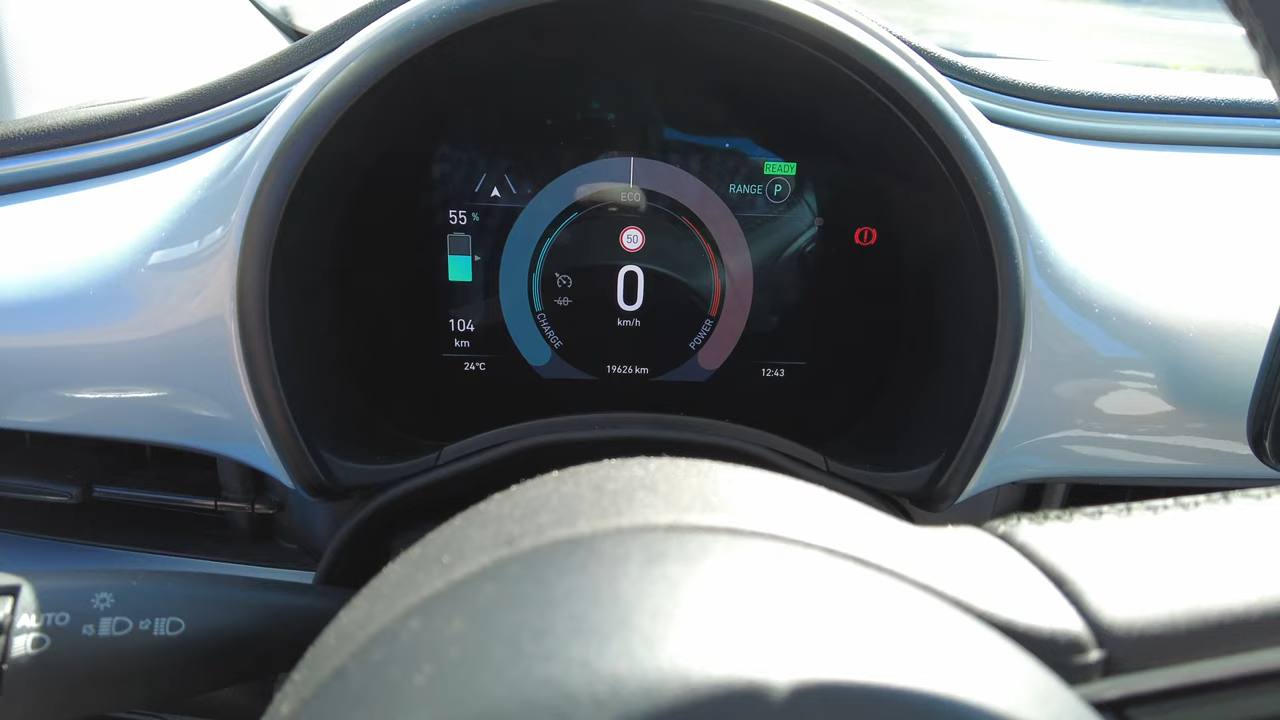 READY
RANGE P
ECO
55 %
50
0
40
km/h
CHARGE
POWER
104
km
24°C
19626 km
12:43
AUTO